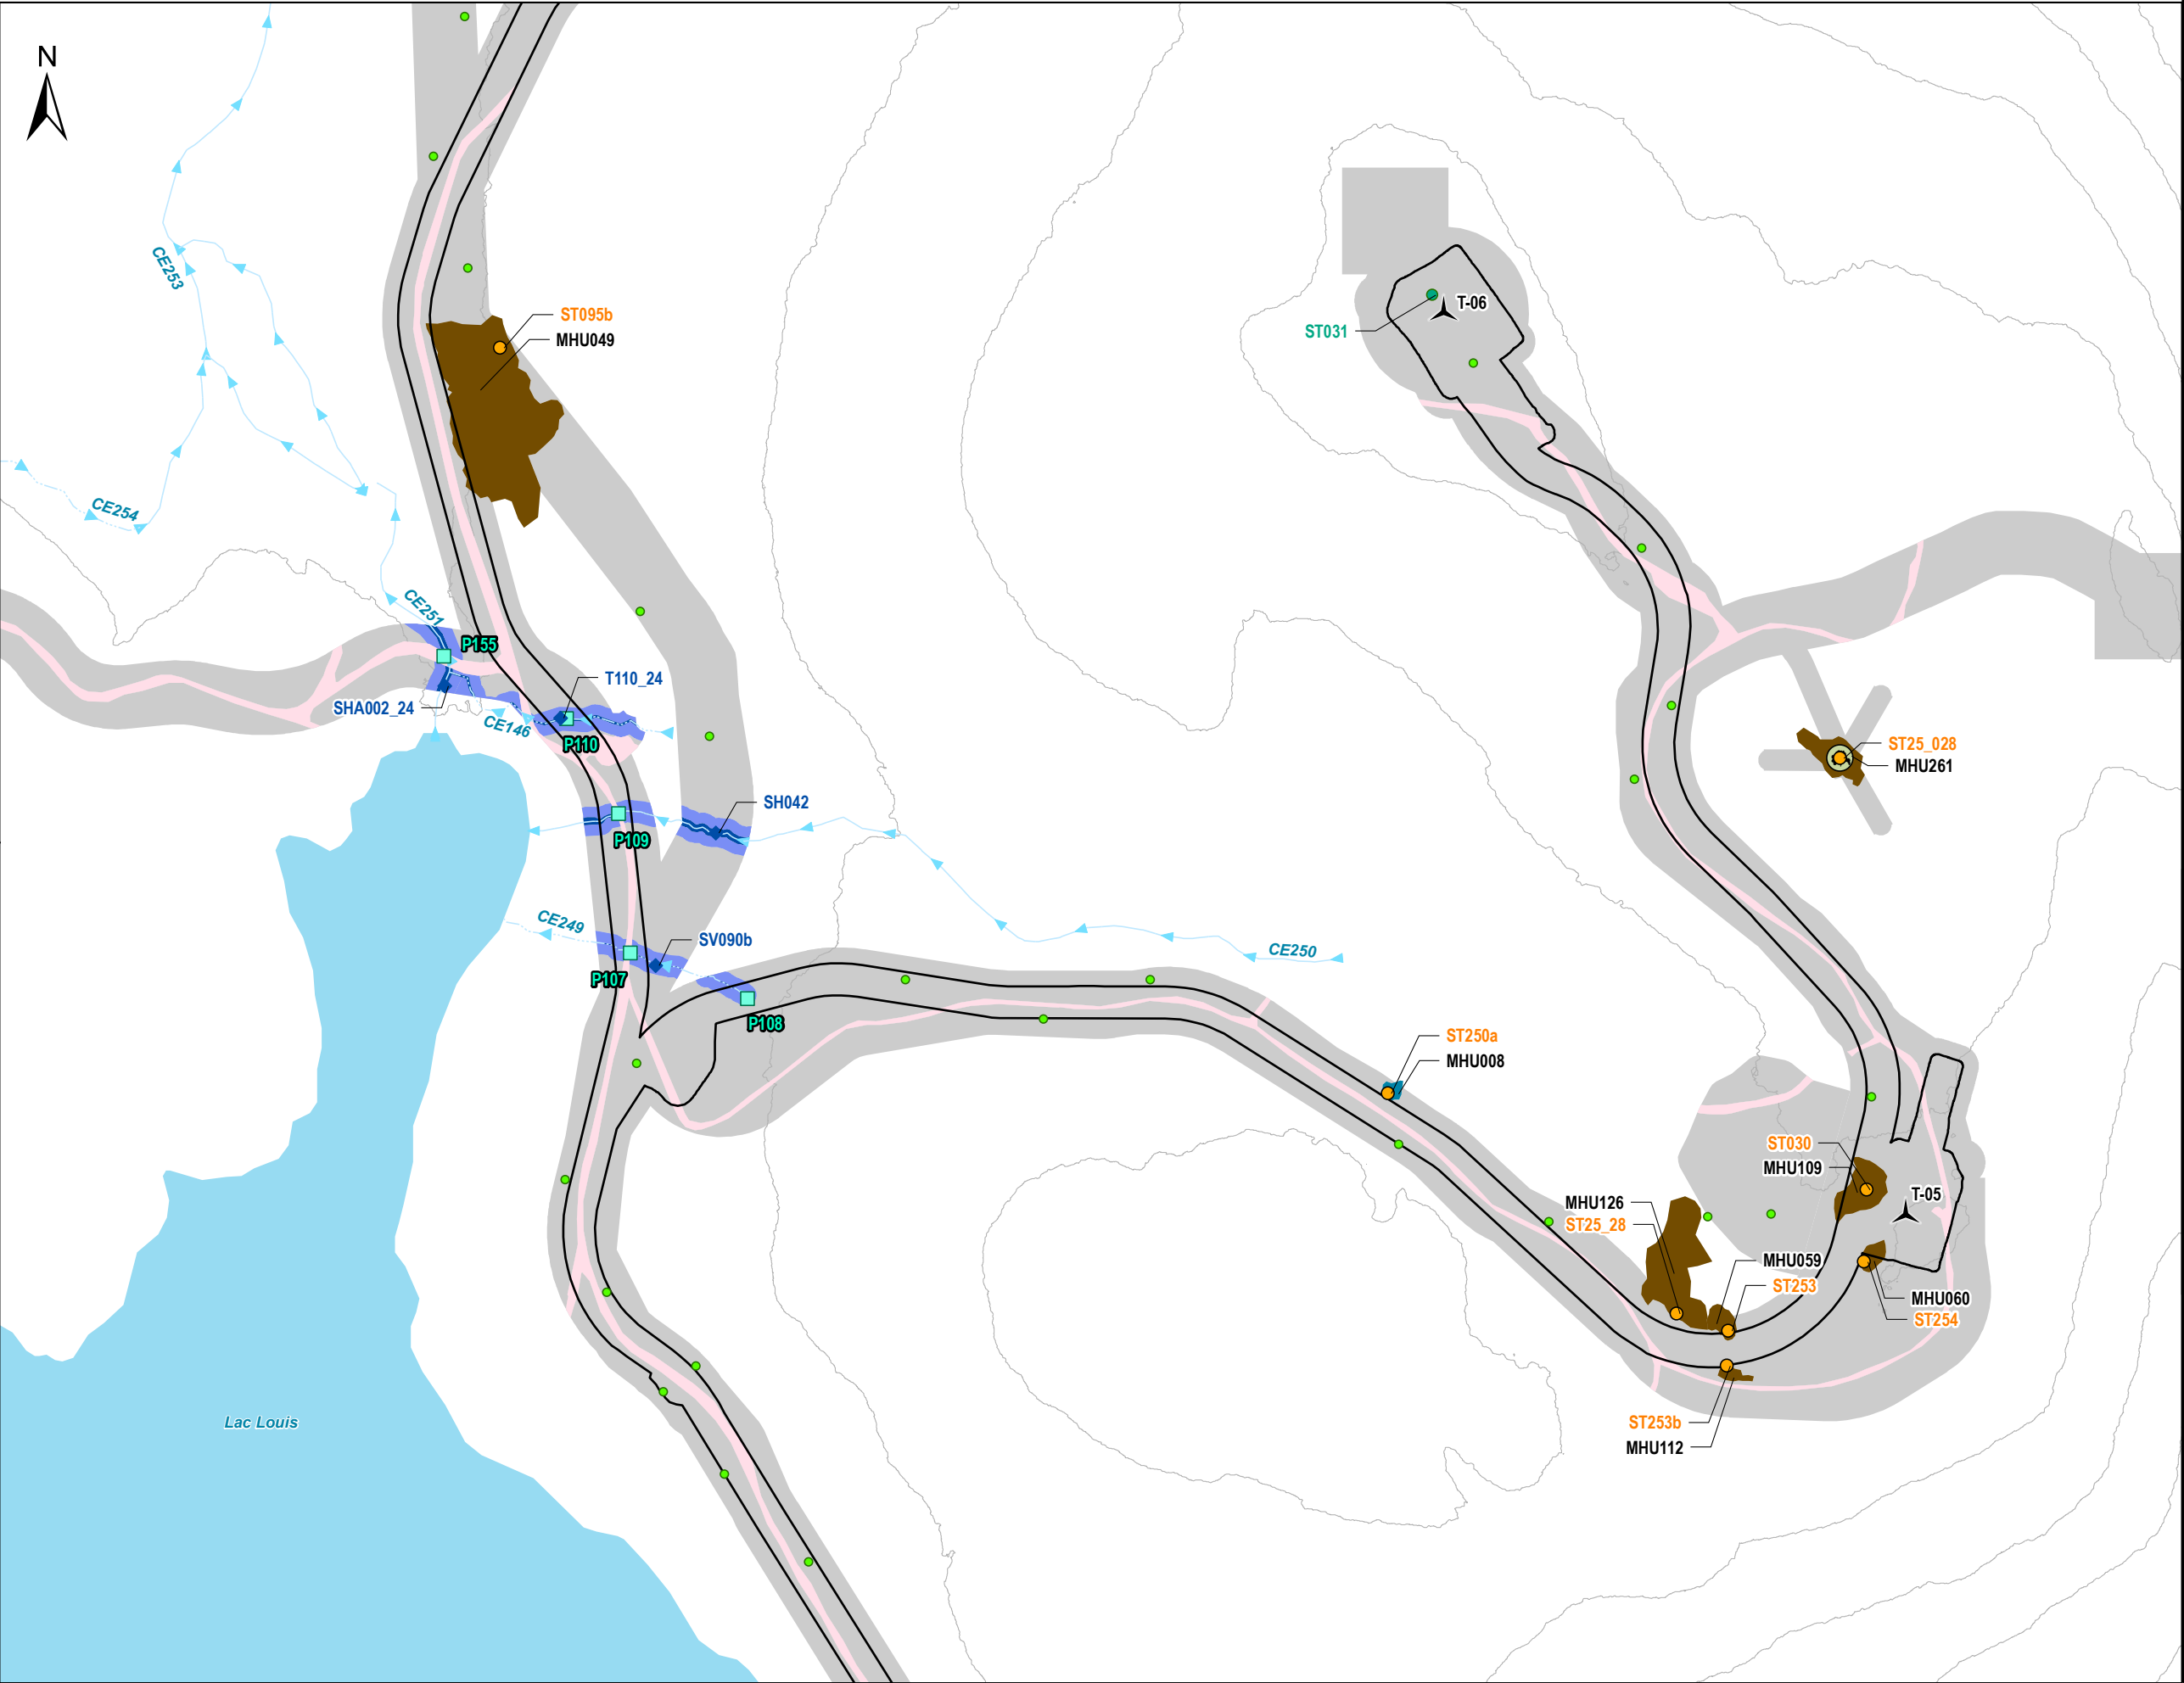 N
CE253
T-06
ST031
ST095b
MHU049
CE254
CE251
P155
T110_24
SHA002_24
CE146
P110
ST25_028
MHU261
SH042
P109
CE249
SV090b
CE250
P107
P108
ST250a
MHU008
ST030
MHU109
T-05
MHU126
ST25_28
MHU059
ST253
MHU060
ST254
Lac Louis
ST253b
MHU112